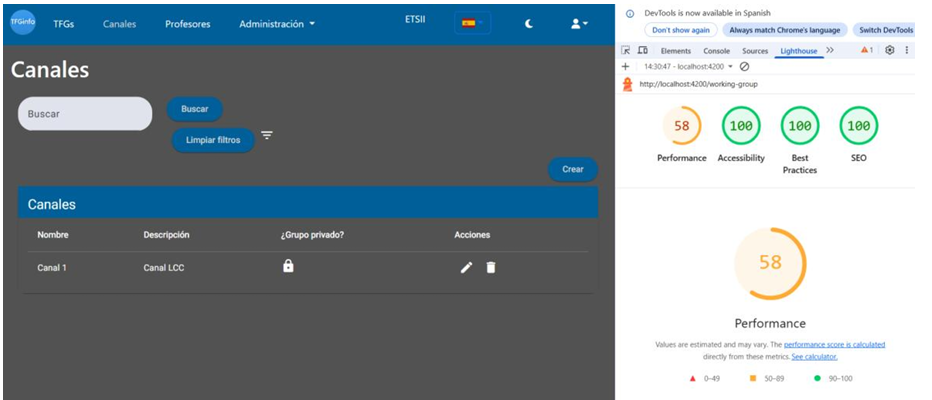 TFGinfo
TFGs
Canales
Profesores
Administración
ETSII
Canales
Buscar
Buscar
Limpiar filtros
Crear
Canales
Nombre Descripción ¿Grupo privado? Acciones
Canal 1 Canal LCC
DevTools is now available in Spanish
Don't show again Always match Chrome's language Switch DevTools
Elements Console Sources Lighthouse 1
14:30:47 - localhost:4200
http://localhost:4200/working-group
58 100 100 100
Performance Accessibility Best Practices SEO
58
Performance
Values are estimated and may vary. The performance score is calculated
directly from these metrics. See calculator.
0–49 50–89 90–100